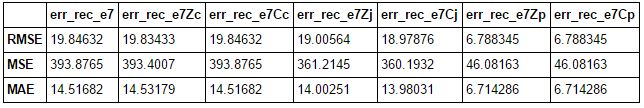 err_rec_e7 err_rec_e7Zc err_rec_e7Cc err_rec_e7Zj err_rec_e7Cj err_rec_e7Zp err_rec_e7Cp
RMSE 19.84632 19.83433 19.84632 19.00564 18.97876 6.788345 6.788345
MSE 393.8765 393.4007 393.8765 361.2145 360.1932 46.08163 46.08163
MAE 14.51682 14.53179 14.51682 14.00251 13.98031 6.714286 6.714286